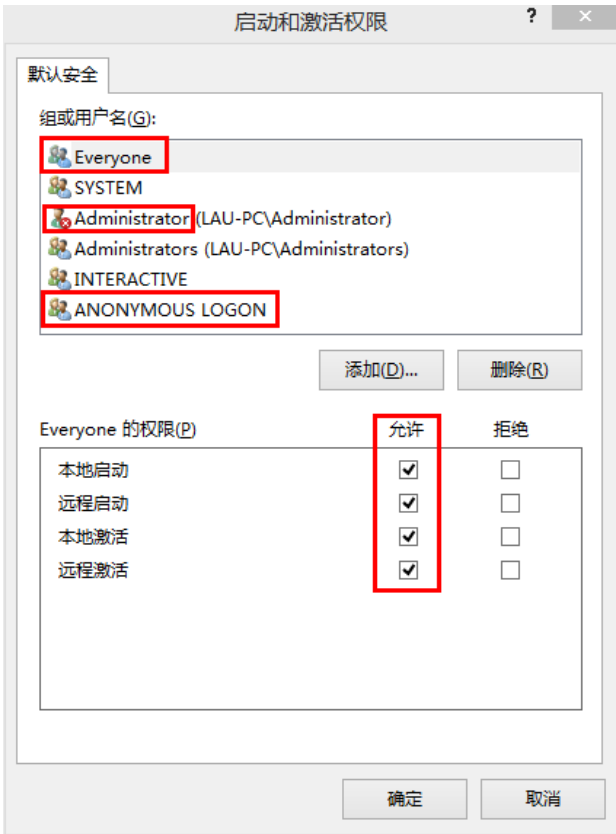 启动和激活权限
?
×
默认安全
组或用户名(G):
Everyone
SYSTEM
Administrator (LAU-PC\Administrator)
Administrators (LAU-PC\Administrators)
INTERACTIVE
ANONYMOUS LOGON
添加(D)... 删除(R)
Everyone 的权限(P) 允许 拒绝
本地启动
远程启动
本地激活
远程激活
确定 取消